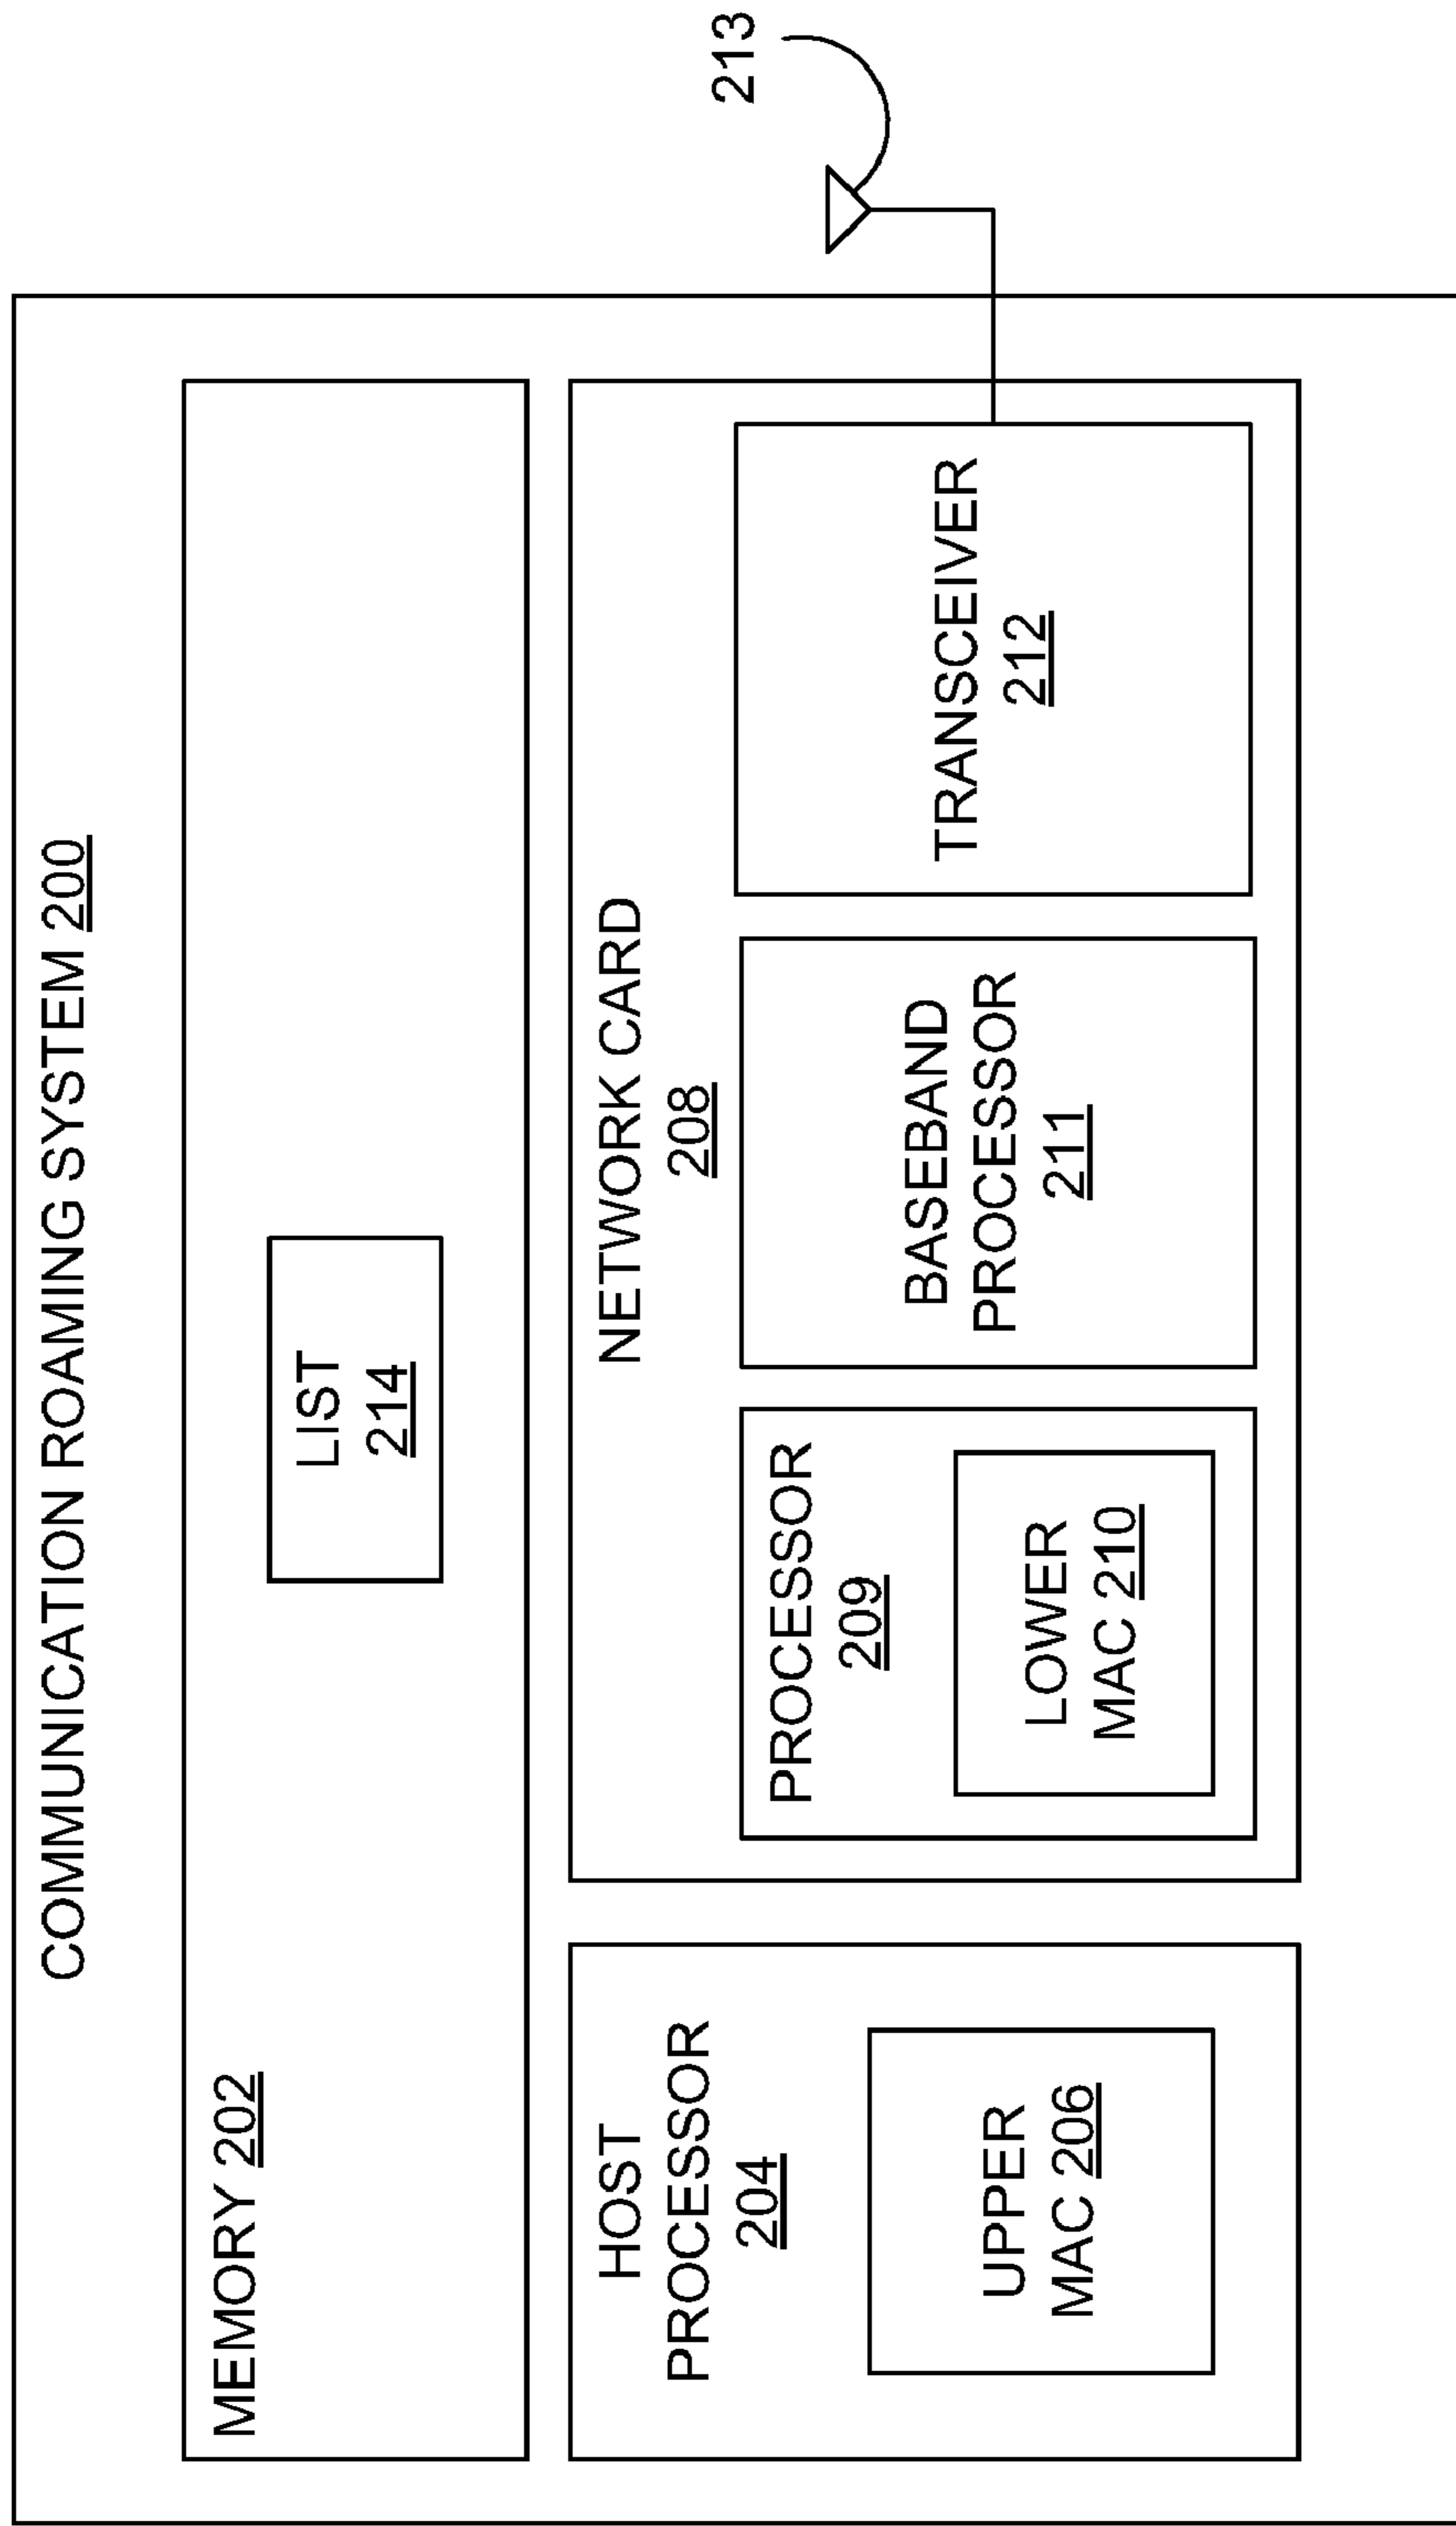 COMMUNICATION ROAMING SYSTEM 200
MEMORY 202
LIST
214
HOST
PROCESSOR
204
UPPER
MAC 206
NETWORK CARD
208
PROCESSOR
209
LOWER
MAC 210
BASEBAND
PROCESSOR
211
TRANSCEIVER
212
213